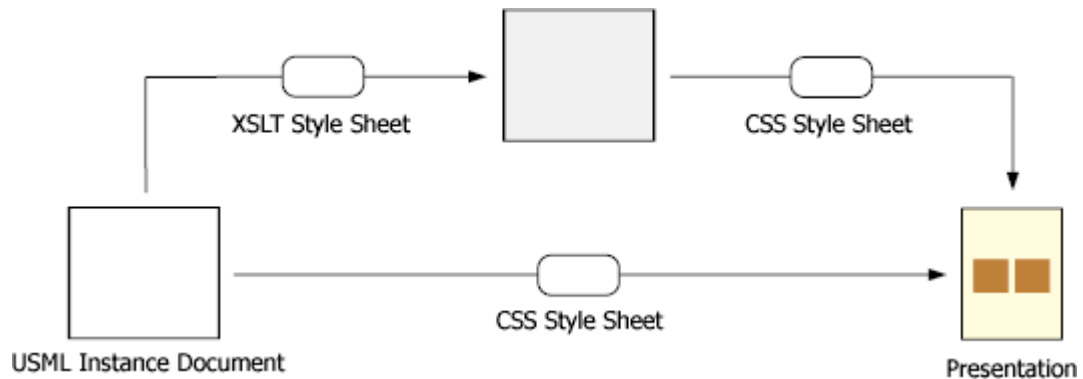 XSLT Style Sheet
CSS Style Sheet
CSS Style Sheet
USML Instance Document
Presentation